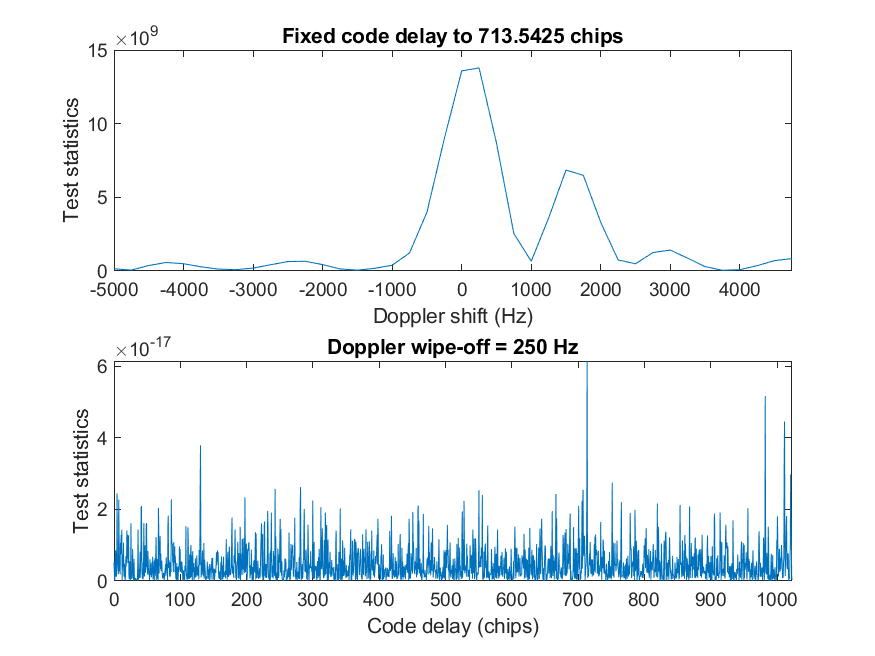 Fixed code delay to 713.5425 chips
×10^9
15
10
5
0
Test statistics
-5000 -4000 -3000 -2000 -1000 0 1000 2000 3000 4000
Doppler shift (Hz)
Doppler wipe-off = 250 Hz
×10^-17
6
4
2
0
Test statistics
0 100 200 300 400 500 600 700 800 900 1000
Code delay (chips)